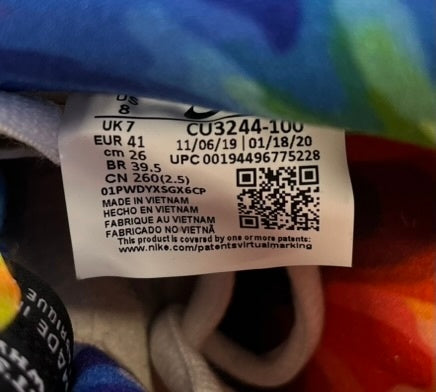 US
8
UK 7
CU3244-100
EUR 41
11/06/19 | 01/18/20
cm 26
UPC 00194496775228
BR 39.5
CN 260(2.5)
01PWDYXSGX6CP
MADE IN VIETNAM
HECHO EN VIETNAM
FABRIQUE AU VIETNAM
FABRICADO NO VIETNÃ
This product is covered by one or more patents:
www.nike.com/patentsvirtualmarking